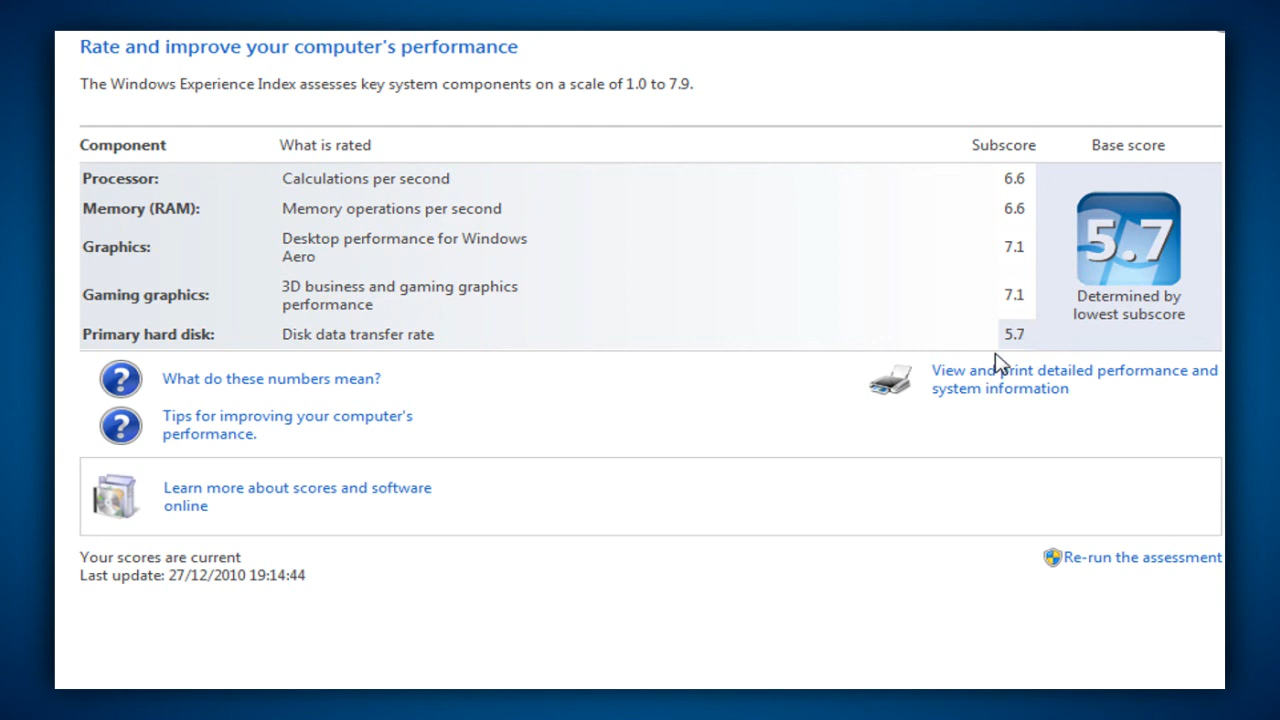 Rate and improve your computer's performance
The Windows Experience Index assesses key system components on a scale of 1.0 to 7.9.
Component What is rated Subscore Base score
Processor: Calculations per second 6.6
Memory (RAM): Memory operations per second 6.6
Graphics: Desktop performance for Windows
Aero 7.1
Gaming graphics: 3D business and gaming graphics
performance 7.1
Primary hard disk: Disk data transfer rate 5.7
5.7
Determined by
lowest subscore
What do these numbers mean?
View and print detailed performance and
system information
Tips for improving your computer's
performance.
Learn more about scores and software
online
Your scores are current
Last update: 27/12/2010 19:14:44
Re-run the assessment